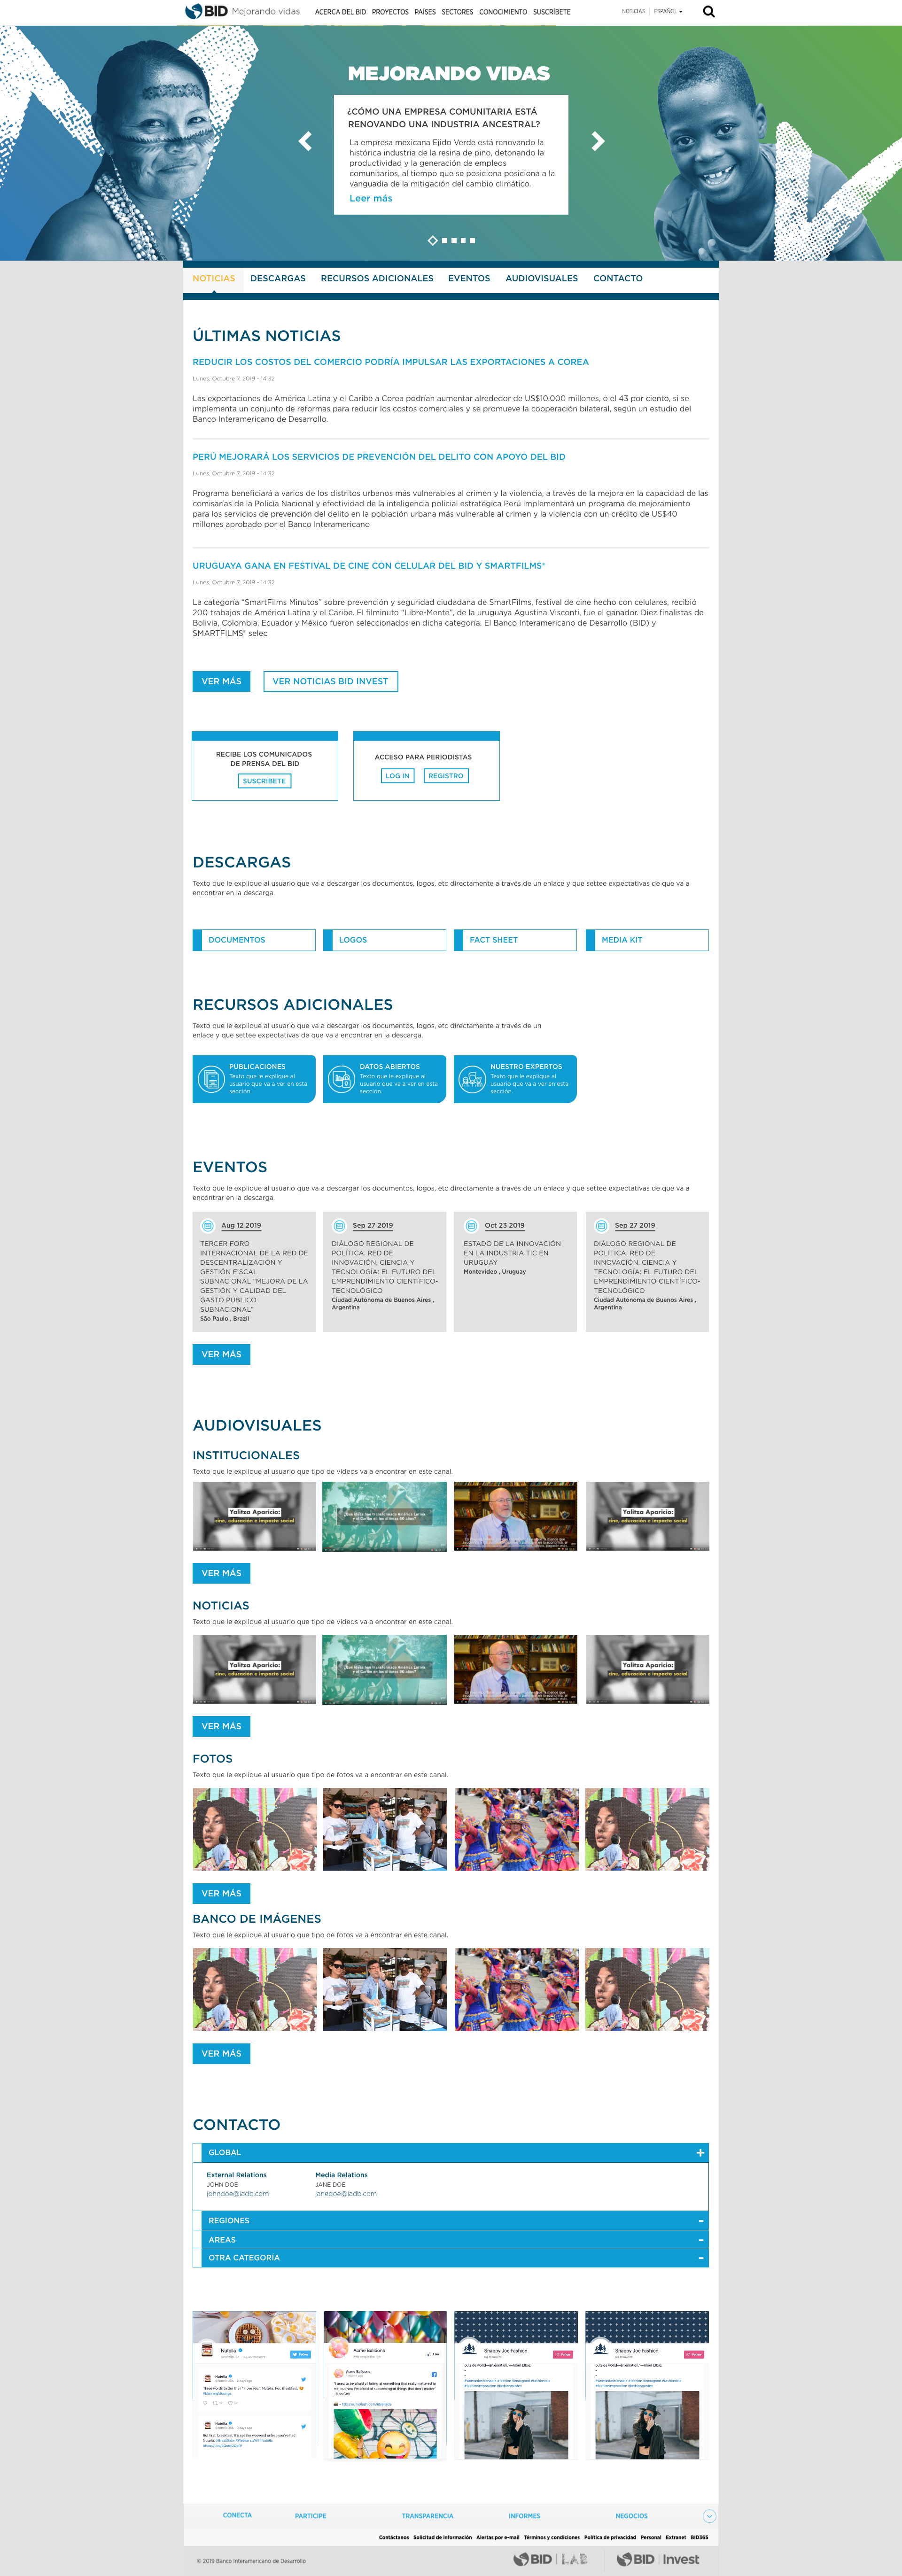 BID Mejorando vidas ACERCA DEL BID PROYECTOS PAÍSES SECTORES CONOCIMIENTO SUSCRÍBETE NOTICIAS | ESPAÑOL
MEJORANDO VIDAS
¿CÓMO UNA EMPRESA COMUNITARIA ESTÁ
RENOVANDO UNA INDUSTRIA ANCESTRAL?
La empresa mexicana Ejido Verde está renovando la
histórica industria de la resina de pino, detonando la
productividad y la generación de empleos
comunitarios, al tiempo que se posiciona posiciona a la
vanguadia de la mitigación del cambio climático.
Leer más
NOTICIAS DESCARGAS RECURSOS ADICIONALES EVENTOS AUDIOVISUALES CONTACTO
ÚLTIMAS NOTICIAS
REDUCIR LOS COSTOS DEL COMERCIO PODRÍA IMPULSAR LAS EXPORTACIONES A COREA
Lunes, Octubre 7, 2019 - 14:32
Las exportaciones de América Latina y el Caribe a Corea podrían aumentar alrededor de US$10.000 millones, o el 43 por ciento, si se
implementa un conjunto de reformas para reducir los costos comerciales y se promueve la cooperación bilateral, según un estudio del
Banco Interamericano de Desarrollo.
PERÚ MEJORARÁ LOS SERVICIOS DE PREVENCIÓN DEL DELITO CON APOYO DEL BID
Lunes, Octubre 7, 2019 - 14:32
Programa beneficiará a varios de los distritos urbanos más vulnerables al crimen y la violencia, a través de la mejora en la capacidad de las
comisarías de la Policía Nacional y efectividad de la inteligencia policial estratégica Perú implementará un programa de mejoramiento
para los servicios de prevención del delito en la población urbana más vulnerable al crimen y la violencia con un crédito de US$40
millones aprobado por el Banco Interamericano
URUGUAYA GANA EN FESTIVAL DE CINE CON CELULAR DEL BID Y SMARTFILMS®
Lunes, Octubre 7, 2019 - 14:32
La categoría “SmartFilms Minutos” sobre prevención y seguridad ciudadana de SmartFilms, festival de cine hecho con celulares, recibió
200 trabajos de América Latina y el Caribe. El filminuto “Libre-Mente”, de la uruguaya Agustina Visconti, fue el ganador. Diez finalistas de
Bolivia, Colombia, Ecuador y México fueron seleccionados en dicha categoría. El Banco Interamericano de Desarrollo (BID) y
SMARTFILMS® selec
VER MÁS VER NOTICIAS BID INVEST
RECIBE LOS COMUNICADOS
DE PRENSA DEL BID
SUSCRÍBETE
ACCESO PARA PERIODISTAS
LOG IN REGISTRO
DESCARGAS
Texto que le explique al usuario que va a descargar los documentos, logos, etc directamente a través de un enlace y que settee expectativas de que va a
encontrar en la descarga.
DOCUMENTOS LOGOS FACT SHEET MEDIA KIT
RECURSOS ADICIONALES
Texto que le explique al usuario que va a descargar los documentos, logos, etc directamente a través de un
enlace y que settee expectativas de que va a encontrar en la descarga.
PUBLICACIONES
Texto que le explique al
usuario que va a ver en esta
sección.
DATOS ABIERTOS
Texto que le explique al
usuario que va a ver en esta
sección.
NUESTRO EXPERTOS
Texto que le explique al
usuario que va a ver en esta
sección.
EVENTOS
Texto que le explique al usuario que va a descargar los documentos, logos, etc directamente a través de un enlace y que settee expectativas de que va a
encontrar en la descarga.
Aug 12 2019
TERCER FORO
INTERNACIONAL DE LA RED DE
DESCENTRALIZACIÓN Y
GESTIÓN FISCAL
SUBNACIONAL “MEJORA DE LA
GESTIÓN Y CALIDAD DEL
GASTO PÚBLICO
SUBNACIONAL”
São Paulo , Brazil
Sep 27 2019
DIÁLOGO REGIONAL DE
POLÍTICA. RED DE
INNOVACIÓN, CIENCIA Y
TECNOLOGÍA: EL FUTURO DEL
EMPRENDIMIENTO CIENTÍFICO-
TECNOLÓGICO
Ciudad Autónoma de Buenos Aires ,
Argentina
Oct 23 2019
ESTADO DE LA INNOVACIÓN
EN LA INDUSTRIA TIC EN
URUGUAY
Montevideo , Uruguay
Sep 27 2019
DIÁLOGO REGIONAL DE
POLÍTICA. RED DE
INNOVACIÓN, CIENCIA Y
TECNOLOGÍA: EL FUTURO DEL
EMPRENDIMIENTO CIENTÍFICO-
TECNOLÓGICO
Ciudad Autónoma de Buenos Aires ,
Argentina
VER MÁS
AUDIOVISUALES
INSTITUCIONALES
Texto que le explique al usuario que tipo de videos va a encontrar en este canal.
Yalitza Aparicio:
cine, educación e impacto social
Yalitza Aparicio:
cine, educación e impacto social
VER MÁS
NOTICIAS
Texto que le explique al usuario que tipo de videos va a encontrar en este canal.
Yalitza Aparicio:
cine, educación e impacto social
Yalitza Aparicio:
cine, educación e impacto social
VER MÁS
FOTOS
Texto que le explique al usuario que tipo de fotos va a encontrar en este canal.
VER MÁS
BANCO DE IMÁGENES
Texto que le explique al usuario que tipo de fotos va a encontrar en este canal.
VER MÁS
CONTACTO
GLOBAL +
External Relations
JOHN DOE
johndoe@iadb.com
Media Relations
JANE DOE
janedoe@iadb.com
REGIONES -
AREAS -
OTRA CATEGORÍA -
Nutella
Follow
Nutella
Nutella
Acme Balloons
Like
Acme Balloons
Snappy Joe Fashion
Follow
Snappy Joe Fashion
Follow
CONECTA PARTICIPE TRANSPARENCIA INFORMES NEGOCIOS
Contáctanos Solicitud de información Alertas por e-mail Términos y condiciones Política de privacidad Personal Extranet BID365
© 2019 Banco Interamericano de Desarrollo BID LAB BID Invest